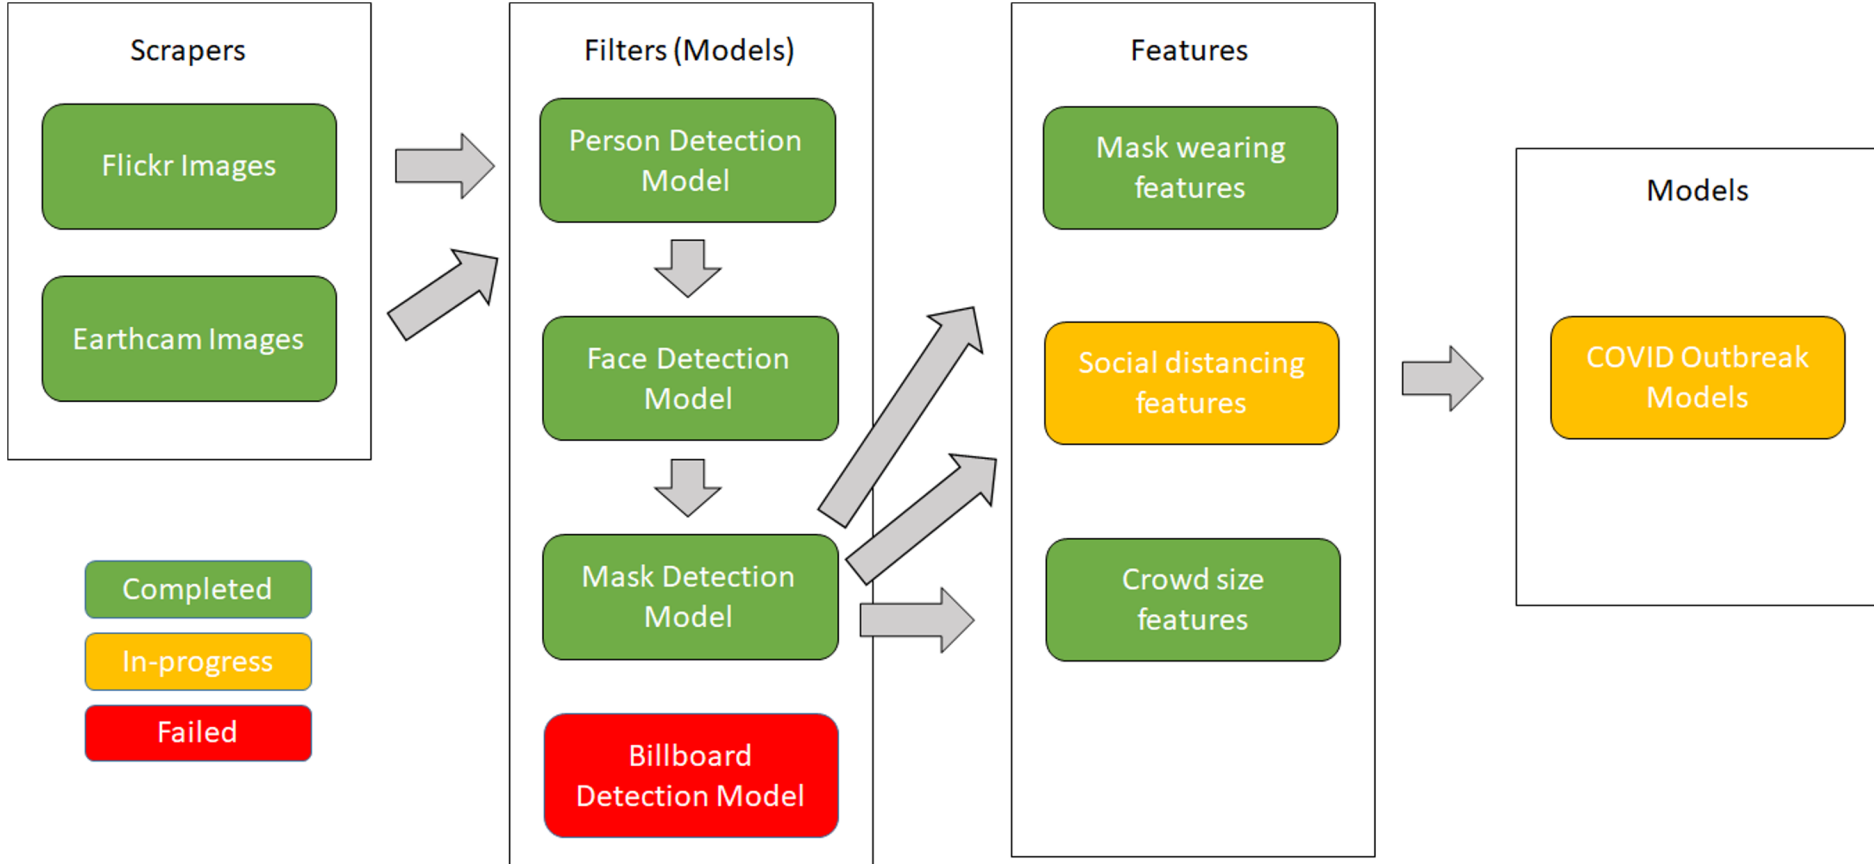 Scrapers
Flickr Images
Earthcam Images
Completed
In-progress
Failed
Filters (Models)
Person Detection
Model
Face Detection
Model
Mask Detection
Model
Billboard
Detection Model
Features
Mask wearing
features
Social distancing
features
Crowd size
features
Models
COVID Outbreak
Models